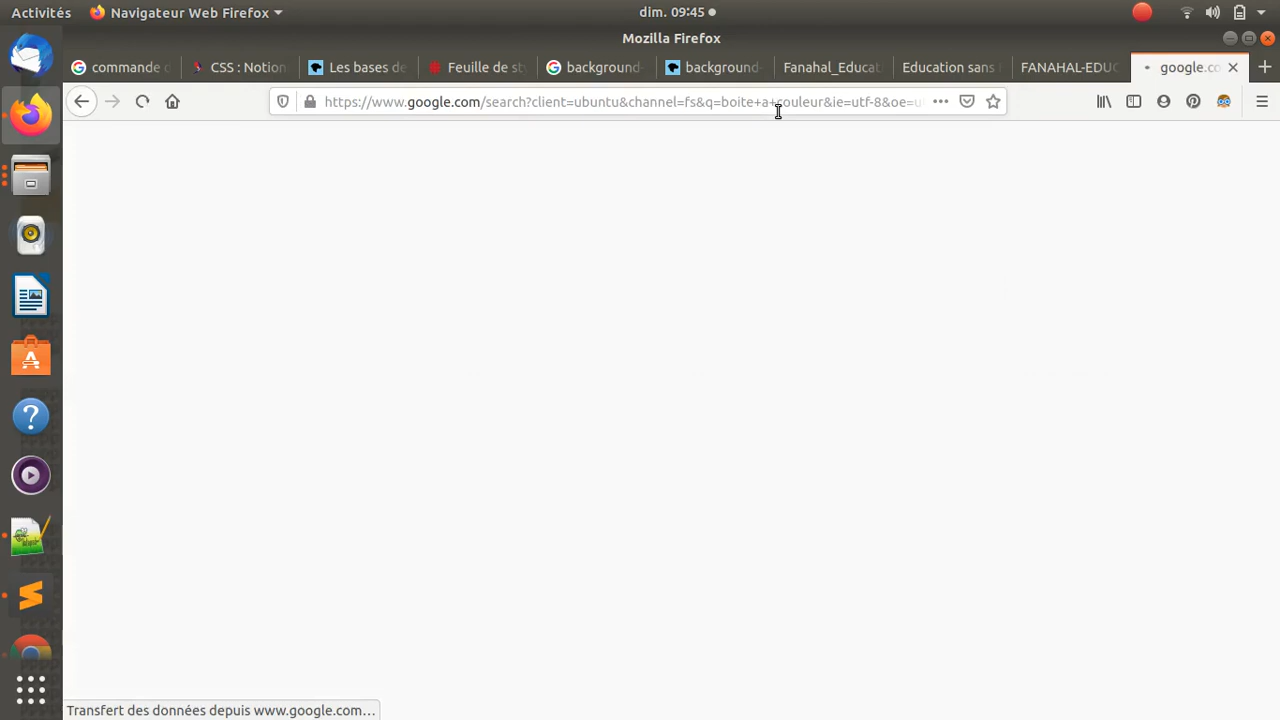 Activités Navigateur Web Firefox dim. 09:45
Mozilla Firefox
commande CSS : Notion Les bases de Feuille de st background background- Fanahal_Educat Education sans FANAHAL-EDUC google.co
https://www.google.com/search?client=ubuntu&channel=fs&q=boite+a+couleur&ie=utf-8&oe=u
Transfert des données depuis www.google.com…